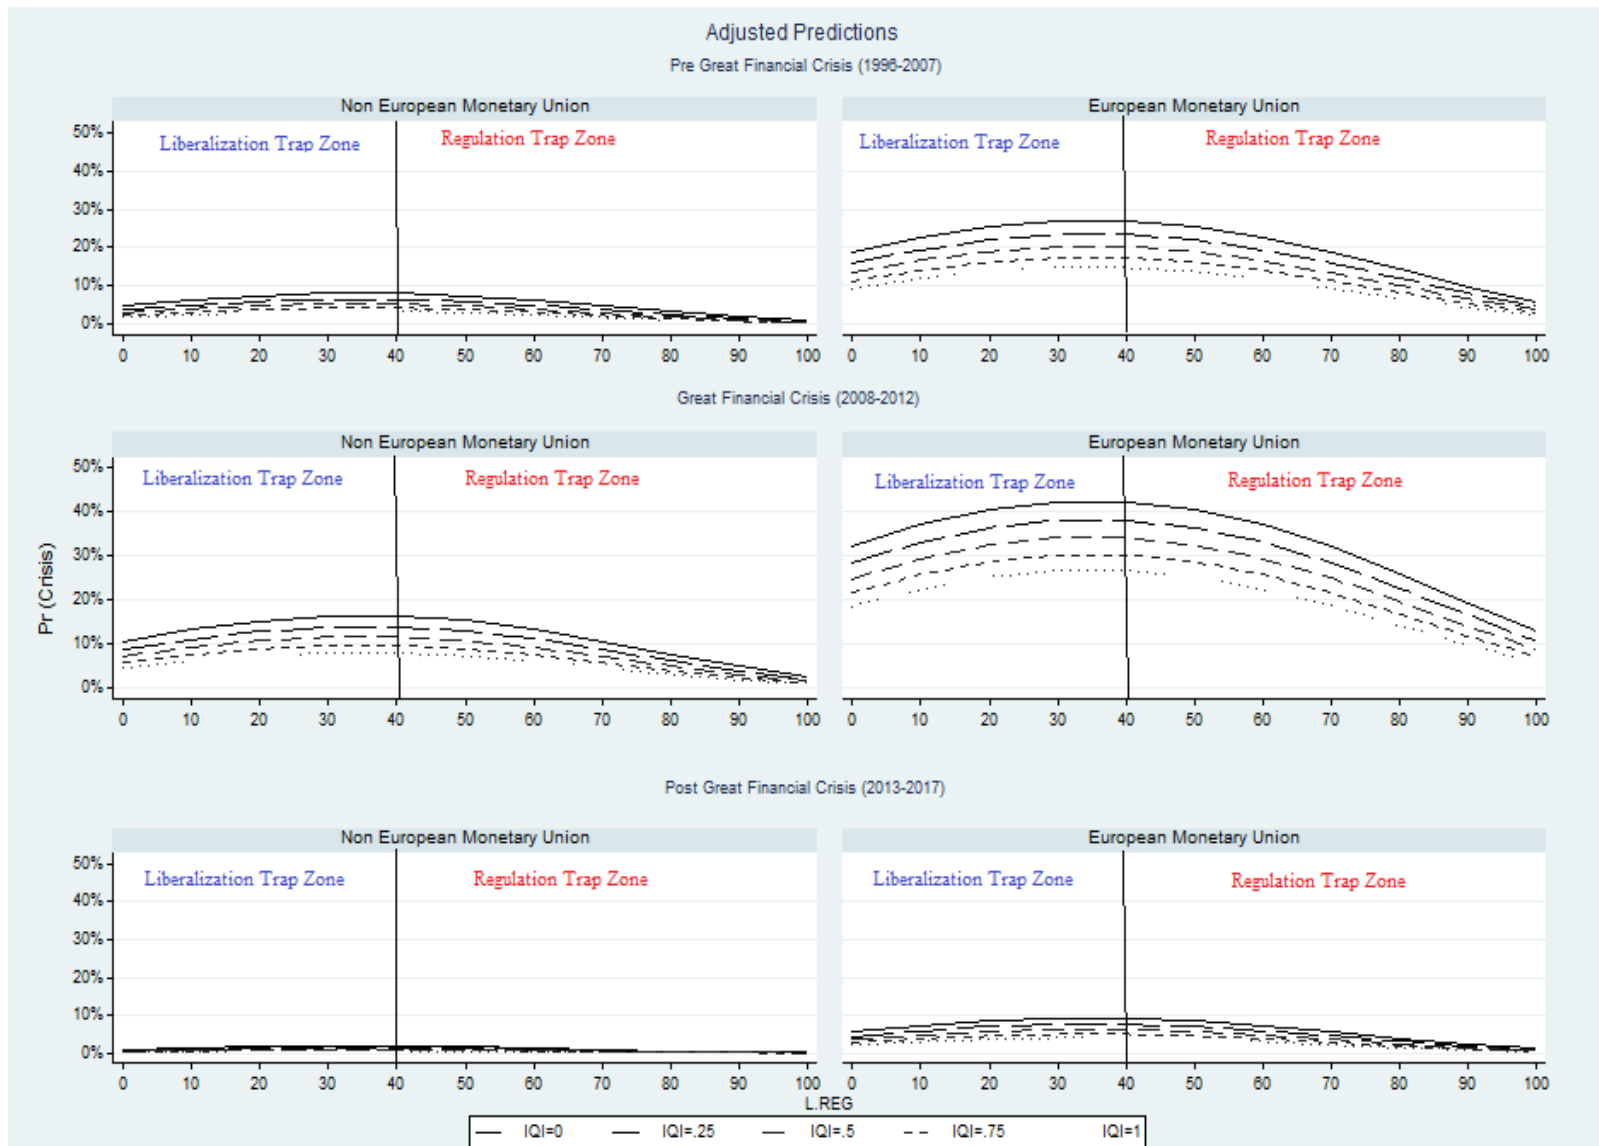 Adjusted Predictions
Pre Great Financial Crisis (1996-2007)
Non European Monetary Union
European Monetary Union
Liberalization Trap Zone
Regulation Trap Zone
Liberalization Trap Zone
Regulation Trap Zone
50%
40%
30%
20%
10%
0%
0 10 20 30 40 50 60 70 80 90 100
0 10 20 30 40 50 60 70 80 90 100
Great Financial Crisis (2008-2012)
Non European Monetary Union
European Monetary Union
Liberalization Trap Zone
Regulation Trap Zone
Liberalization Trap Zone
Regulation Trap Zone
Pr (Crisis)
50%
40%
30%
20%
10%
0%
0 10 20 30 40 50 60 70 80 90 100
0 10 20 30 40 50 60 70 80 90 100
Post Great Financial Crisis (2013-2017)
Non European Monetary Union
European Monetary Union
Liberalization Trap Zone
Regulation Trap Zone
Liberalization Trap Zone
Regulation Trap Zone
50%
40%
30%
20%
10%
0%
0 10 20 30 40 50 60 70 80 90 100
0 10 20 30 40 50 60 70 80 90 100
L.REG
IQI=0 IQI=.25 IQI=.5 IQI=.75 IQI=1